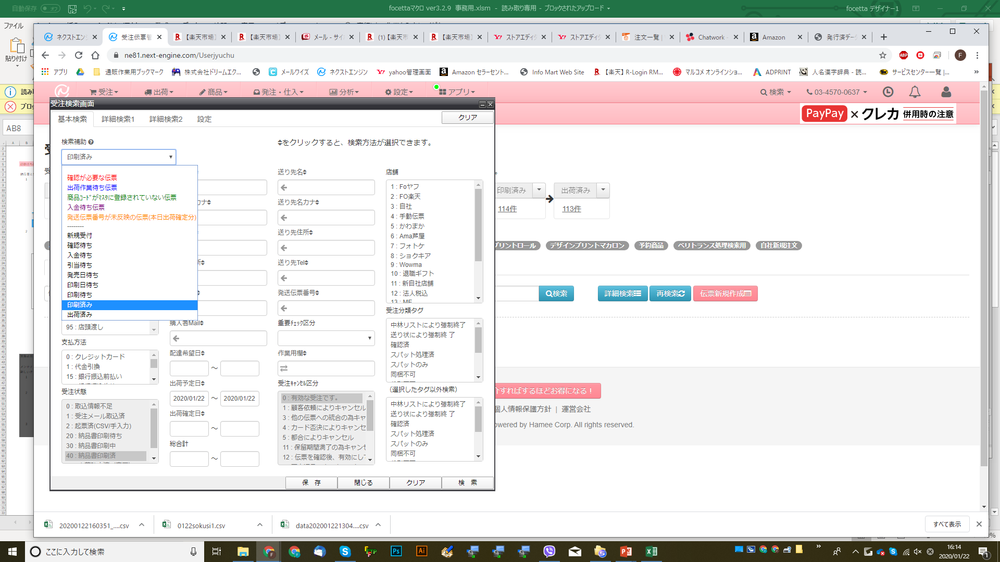 自動保存 オフ
focettaマクロ ver3.2.9 事務用.xlsm - 読み取り専用 - ブロックされたアップロード
focetta デザイナー1
ファイル
貼り付け
ネクストエンジ
受注伝票管
【楽天市場】
【楽天市場】
メール - サイ
(1)【楽天市
【楽天市場】
ストアエディタ
ストアエディタ
注文一覧 |
Chatwork -
Amazon
発行済データ
ne81.next-engine.com/Userjyuchu
F
アプリ
通販作業用ブックマーク
株式会社ドリームエク...
メールワイズ
ネクストエンジン
yahoo管理画面
Amazon セラーセント...
Info Mart Web Site
【楽天】R-Login RM...
マルコメ オンラインショ...
ADPRINT
人名漢字辞典 - 読...
サービスセンター一覧 |...
受注
出荷
商品
発注・仕入
分析
設定
アプリ
検索
03-4570-0637
PayPay × クレカ 併用時の注意
AB8
受注検索画面
基本検索
詳細検索1
詳細検索2
設定
クリア
検索補助
をクリックすると、検索方法が選択できます。
印刷済み
確認が必要な伝票
出荷作業待ち伝票
商品ｺｰﾄﾞがﾏｽﾀに登録されていない伝票
入金待ち伝票
発送伝票番号が未反映の伝票(本日出荷確定分)
--------
新規受付
確認待ち
入金待ち
引当待ち
発売日待ち
印刷日待ち
印刷待ち
印刷済み
出荷済み
95 : 店頭渡し
支払方法
0 : クレジットカード
1 : 代金引換
15 : 銀行振込前払い
受注状態
0 : 取込情報不足
1 : 受注メール取込済
2 : 起票済(CSV/手入力)
20 : 納品書印刷待ち
30 : 納品書印刷中
40 : 納品書印刷済
購入者Mail
配達希望日
～
出荷予定日
2020/01/22 ～ 2020/01/22
出荷確定日
～
総合計
～
送り先名
送り先名カナ
送り先住所
送り先Tel
発送伝票番号
重要ﾁｪｯｸ区分
作業用欄
受注ｷｬﾝｾﾙ区分
0 : 有効な受注です。
1 : 顧客依頼によりキャンセル
3 : 他の伝票への統合の為キャ
4 : カード否決によりキャンセ
5 : 都合によりキャンセル
11 : 保留期間満了の為キャンセ
12 : 伝票を確認後、有効にし
店舗
1 : Foヤフ
2 : FO楽天
3 : 自社
4 : 手動伝票
5 : かわまか
6 : Ama芦屋
7 : フォトケ
8 : ショクキア
9 : Wowma
10 : 退職ギフト
11 : 新自社店舗
12 : 法人税込
13 : MF
受注分類タグ
中林リストにより強制終了
送り状により強制終 了
確認済
スパット処理済
スパットのみ
同梱不可
（選択したタグ以外検索）
中林リストにより強制終了
送り状により強制終 了
確認済
スパット処理済
スパットのみ
同梱不可
保 存
閉じる
クリア
検 索
印刷済み
114件
出荷済み
113件
プリントロール
デザインプリントマカロン
予約商品
ベリトランス処理検索用
自社新規注文
検索
詳細検索
再検索
伝票新規作成
介すればするほどお得になる！
個人情報保護方針 | 運営会社
owered by Hamee Corp. All rights reserved.
20200122160351_....csv
0122sokusi1.csv
data202001221304....csv
すべて表示
ここに入力して検索
16:14
2020/01/22